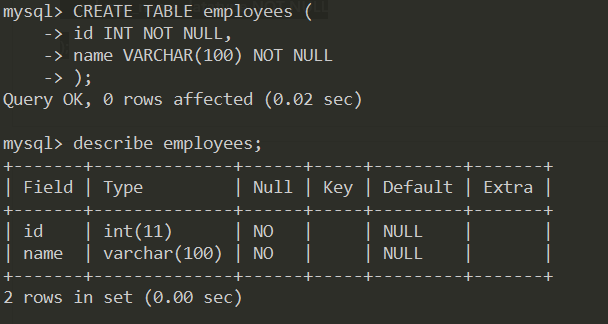 mysql> CREATE TABLE employees (
    -> id INT NOT NULL,
    -> name VARCHAR(100) NOT NULL
    -> );
Query OK, 0 rows affected (0.02 sec)

mysql> describe employees;
+-------+--------------+------+-----+---------+-------+
| Field | Type         | Null | Key | Default | Extra |
+-------+--------------+------+-----+---------+-------+
| id    | int(11)      | NO   |     | NULL    |       |
| name  | varchar(100) | NO   |     | NULL    |       |
+-------+--------------+------+-----+---------+-------+
2 rows in set (0.00 sec)